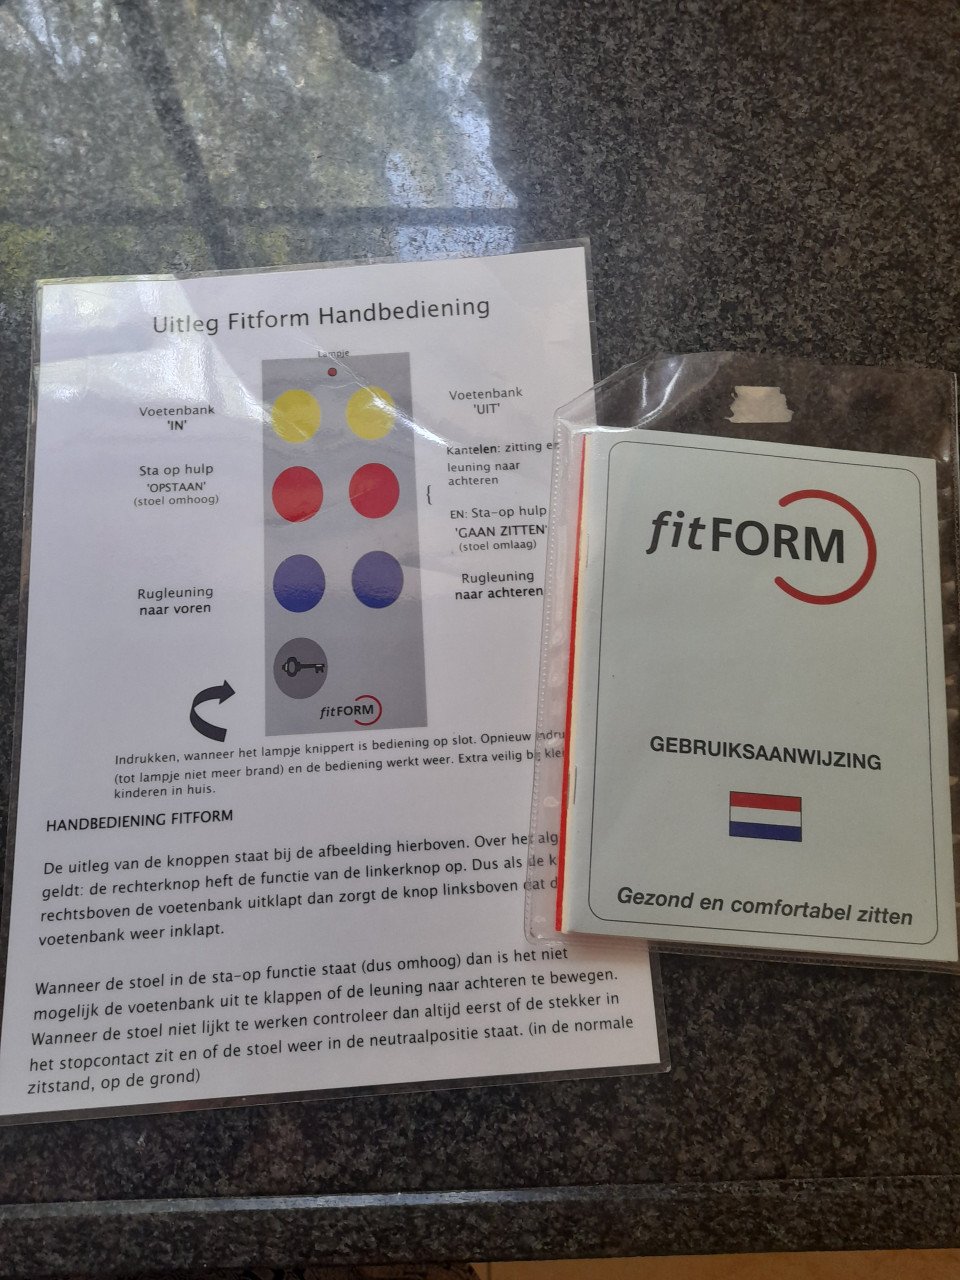 Uitleg Fitform Handbediening
Lampje
Voetenbank
'IN'
Voetenbank
'UIT'
Sta op hulp
'OPSTAAN'
(stoel omhoog)
Kantelen: zitting en
leuning naar
achteren
{
EN: Sta-op hulp
'GAAN ZITTEN'
(stoel omlaag)
Rugleuning
naar voren
Rugleuning
naar achteren
fitFORM
Indrukken, wanneer het lampje knippert is bediening op slot. Opnieuw
(tot lampje niet meer brand) en de bediening werkt weer. Extra veilig bij
kinderen in huis.
HANDBEDIENING FITFORM
De uitleg van de knoppen staat bij de afbeelding hierboven. Over het
geldt: de rechterknop heft de functie van de linkerknop op. Dus als de
rechtsboven de voetenbank uitklapt dan zorgt de knop linksboven dat
voetenbank weer inklapt.
Wanneer de stoel in de sta-op functie staat (dus omhoog) dan is het niet
mogelijk de voetenbank uit te klappen of de leuning naar achteren te bewegen.
Wanneer de stoel niet lijkt te werken controleer dan altijd eerst of de stekker in
het stopcontact zit en of de stoel weer in de neutraalpositie staat. (in de normale
zitstand, op de grond)
fitFORM
GEBRUIKSAANWIJZING
Gezond en comfortabel zitten